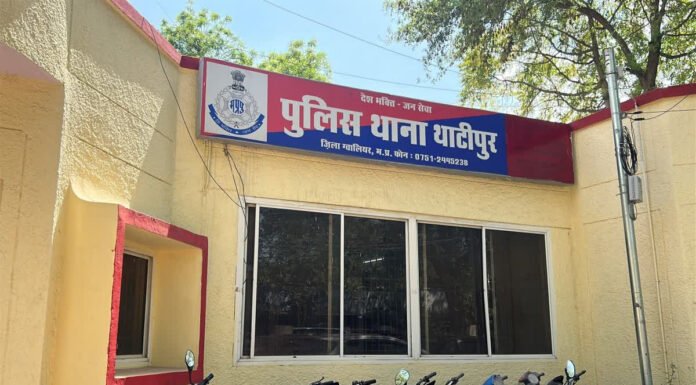 देश भक्ति - जन सेवा
पुलिस थाना थाटीपुर
ज़िला ग्वालियर, म.प्र. फोन : 0751-2445238
म.प्र.पु.